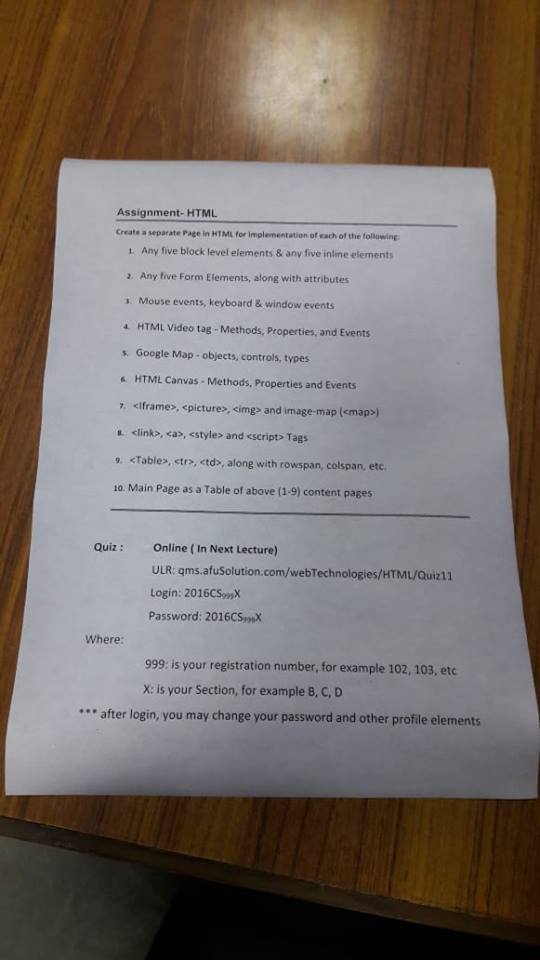 Assignment- HTML
Create a separate Page in HTML for implementation of each of the following:
1. Any five block level elements & any five inline elements
2. Any five Form Elements, along with attributes
3. Mouse events, keyboard & window events
4. HTML Video tag - Methods, Properties, and Events
5. Google Map - objects, controls, types
6. HTML Canvas - Methods, Properties and Events
7. <Iframe>, <picture>, <img> and image-map (<map>)
8. <link>, <a>, <style> and <script> Tags
9. <Table>, <tr>, <td>, along with rowspan, colspan, etc.
10. Main Page as a Table of above (1-9) content pages
Quiz : Online ( In Next Lecture)
ULR: qms.afuSolution.com/webTechnologies/HTML/Quiz11
Login: 2016CS999X
Password: 2016CS999X
Where:
999: is your registration number, for example 102, 103, etc
X: is your Section, for example B, C, D
*** after login, you may change your password and other profile elements